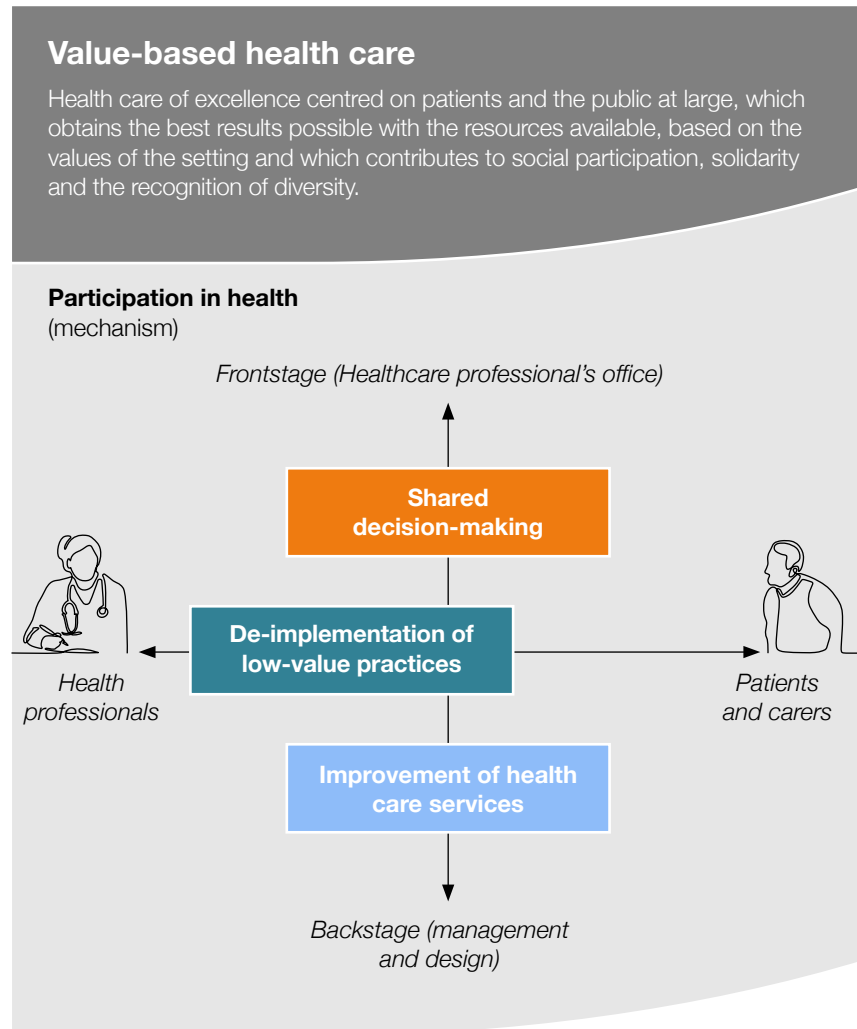 Value-based health care
Health care of excellence centred on patients and the public at large, which
obtains the best results possible with the resources available, based on the
values of the setting and which contributes to social participation, solidarity
and the recognition of diversity.
Participation in health
(mechanism)
Frontstage (Healthcare professional’s office)
Shared
decision-making
De-implementation of
low-value practices
Health
professionals
Patients
and carers
Improvement of health
care services
Backstage (management
and design)